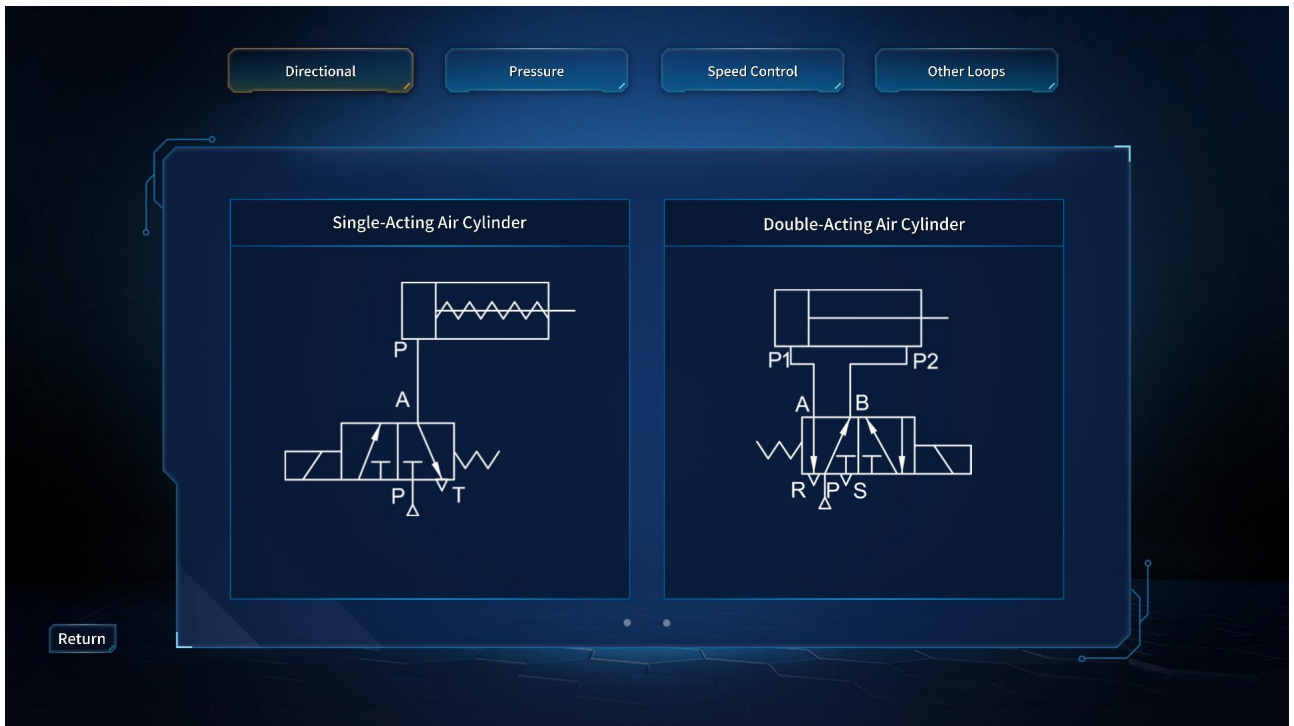 Directional
Pressure
Speed Control
Other Loops
Single-Acting Air Cylinder
Double-Acting Air Cylinder
P
A
P
T
P1
P2
A
B
R
P
S
Return